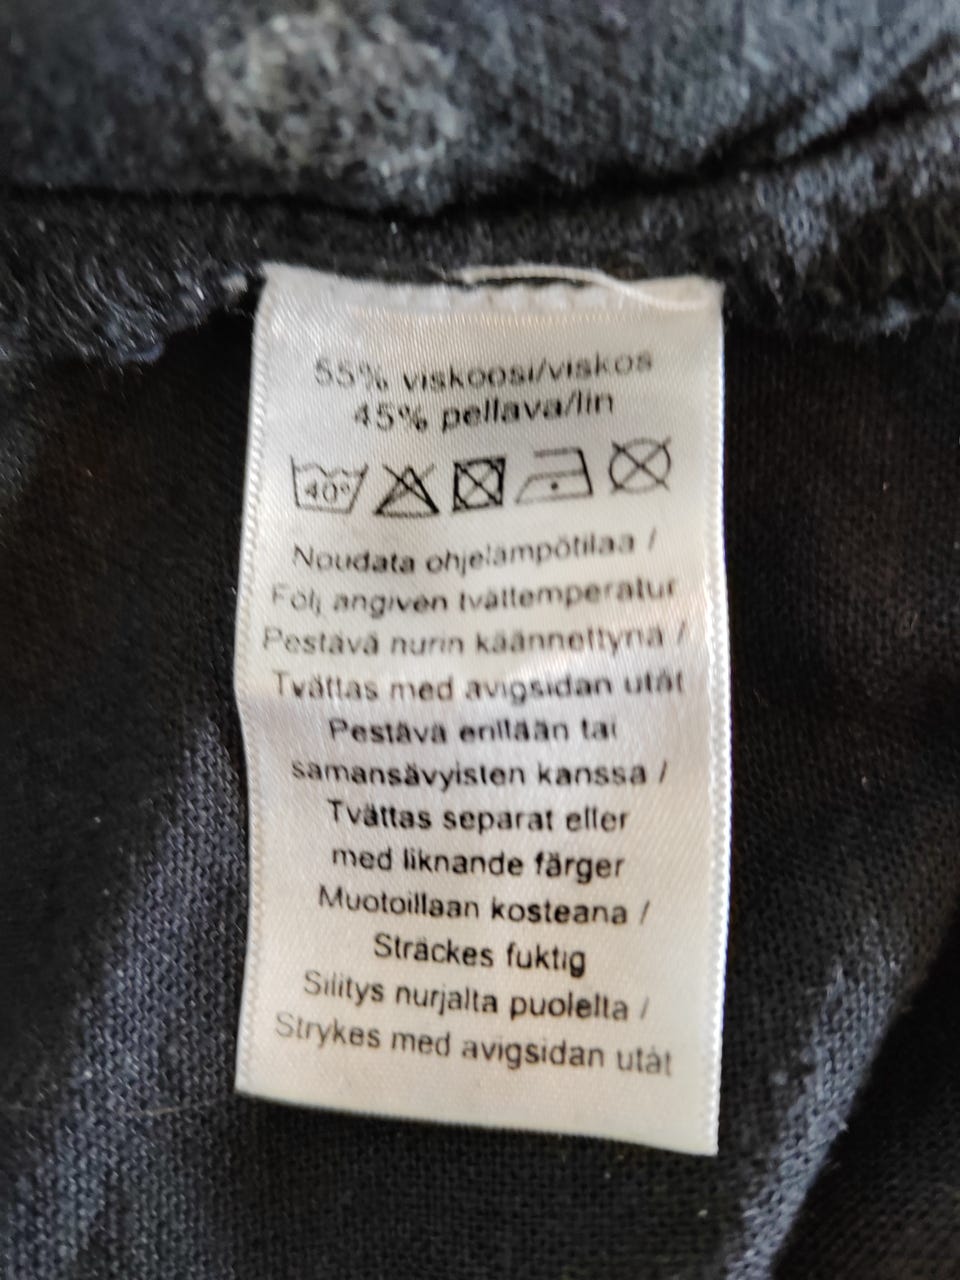 55% viskoosi/viskos
45% pellava/lin
40°
Noudata ohjelämpötilaa /
Följ angiven tvättemperatur
Pestävä nurin käännettynä /
Tvättas med avigsidan utåt
Pestävä erillään tai
samansävyisten kanssa /
Tvättas separat eller
med liknande färger
Muotoillaan kosteana /
Sträckes fuktig
Silitys nurjalta puolelta /
Strykes med avigsidan utåt